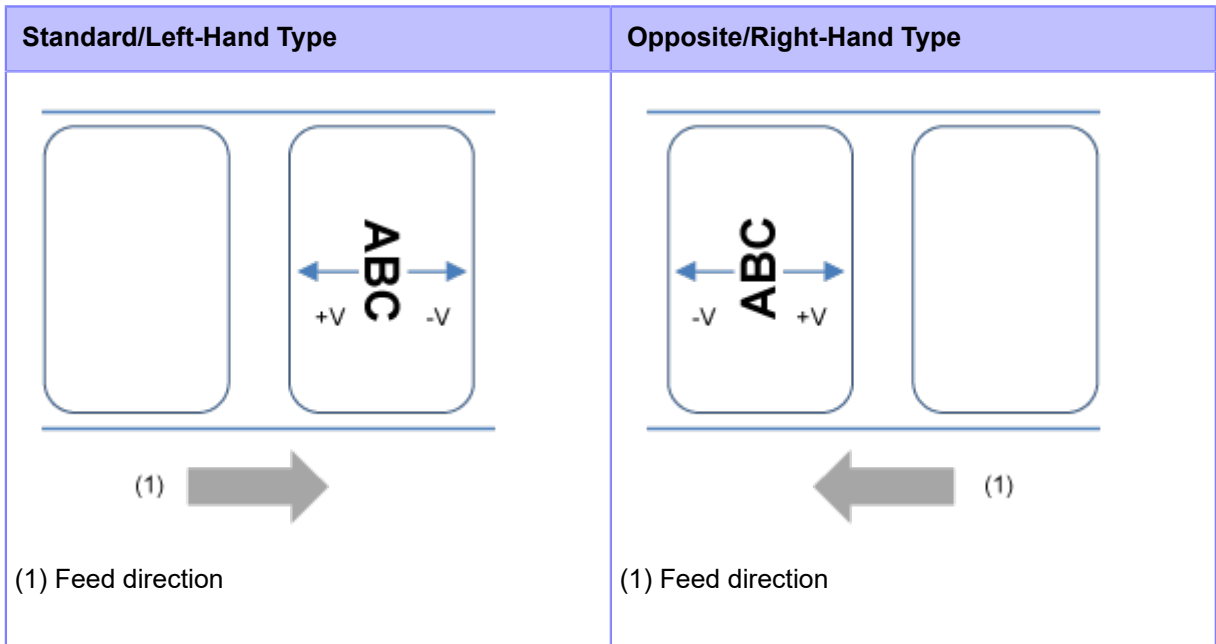 Standard/Left-Hand Type
Opposite/Right-Hand Type
ABC
+V
-V
(1)
(1) Feed direction
ABC
-V
+V
(1)
(1) Feed direction